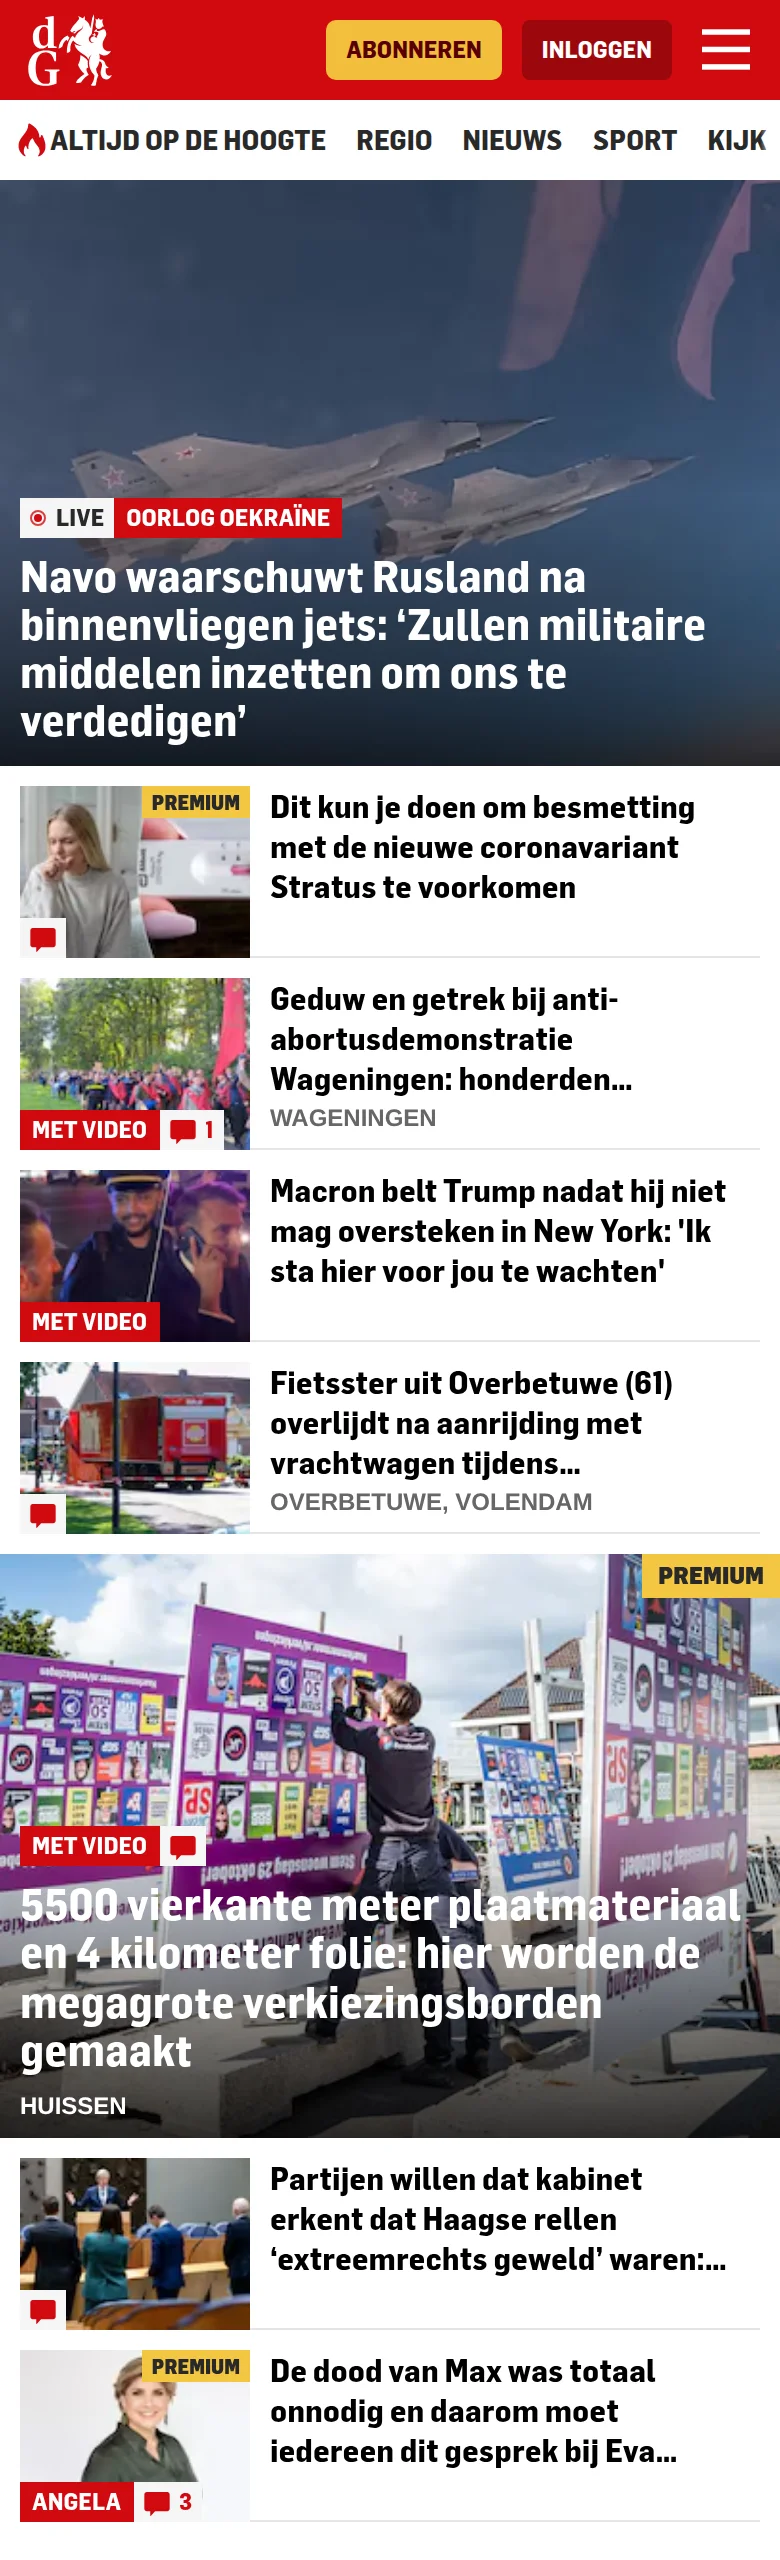 dG
ABONNEREN
INLOGGEN
ALTIJD OP DE HOOGTE
REGIO
NIEUWS
SPORT
KIJK
LIVE
OORLOG OEKRAÏNE
Navo waarschuwt Rusland na
binnenvliegen jets: ‘Zullen militaire
middelen inzetten om ons te
verdedigen’
PREMIUM
Dit kun je doen om besmetting
met de nieuwe coronavariant
Stratus te voorkomen
Geduw en getrek bij anti-
abortusdemonstratie
Wageningen: honderden...
WAGENINGEN
MET VIDEO
1
Macron belt Trump nadat hij niet
mag oversteken in New York: 'Ik
sta hier voor jou te wachten'
MET VIDEO
Fietsster uit Overbetuwe (61)
overlijdt na aanrijding met
vrachtwagen tijdens...
OVERBETUWE, VOLENDAM
PREMIUM
MET VIDEO
5500 vierkante meter plaatmateriaal
en 4 kilometer folie: hier worden de
megagrote verkiezingsborden
gemaakt
HUISSEN
Partijen willen dat kabinet
erkent dat Haagse rellen
‘extreemrechts geweld’ waren:...
PREMIUM
De dood van Max was totaal
onnodig en daarom moet
iedereen dit gesprek bij Eva...
ANGELA
3